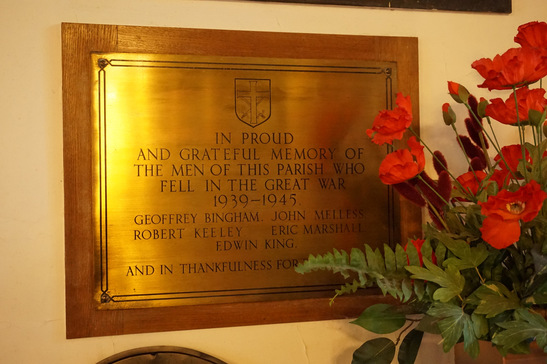 IN PROUD
AND GRATEFUL MEMORY OF
THE MEN OF THIS PARISH WHO
FELL IN THE GREAT WAR
1939–1945
GEOFFREY BINGHAM. JOHN MELLESS.
ROBERT KEELEY ERIC MARSHALL.
EDWIN KING.
AND IN THANKFULNESS FOR